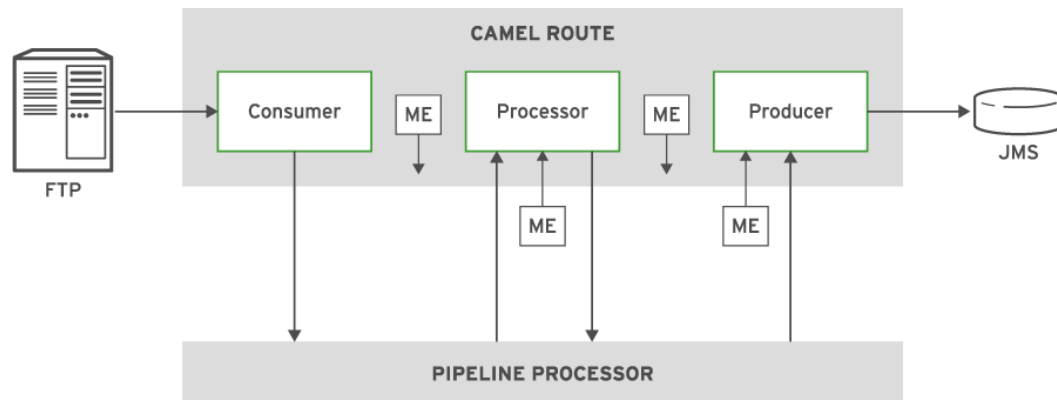 CAMEL ROUTE
Consumer
ME
Processor
ME
Producer
FTP
JMS
ME
ME
PIPELINE PROCESSOR